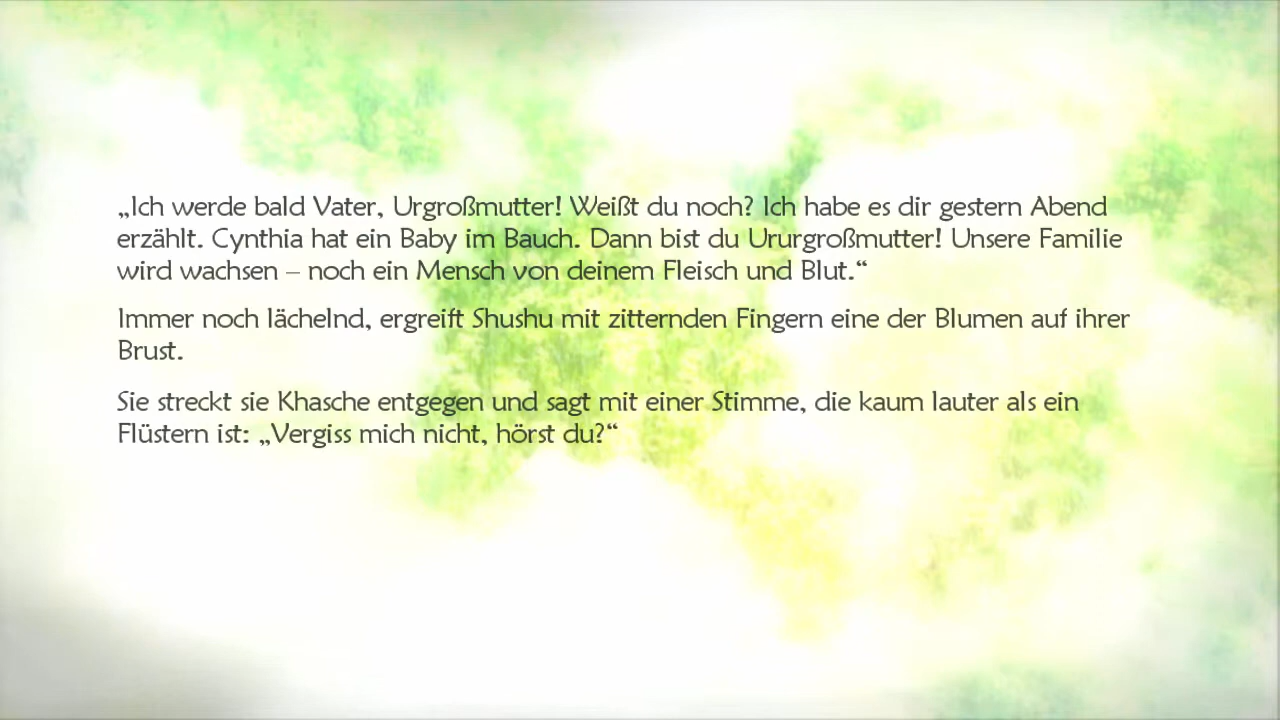 „Ich werde bald Vater, Urgroßmutter! Weißt du noch? Ich habe es dir gestern Abend
erzählt. Cynthia hat ein Baby im Bauch. Dann bist du Ururgroßmutter! Unsere Familie
wird wachsen – noch ein Mensch von deinem Fleisch und Blut.“
Immer noch lächelnd, ergreift Shushu mit zitternden Fingern eine der Blumen auf ihrer
Brust.
Sie streckt sie Khasche entgegen und sagt mit einer Stimme, die kaum lauter als ein
Flüstern ist: „Vergiss mich nicht, hörst du?“